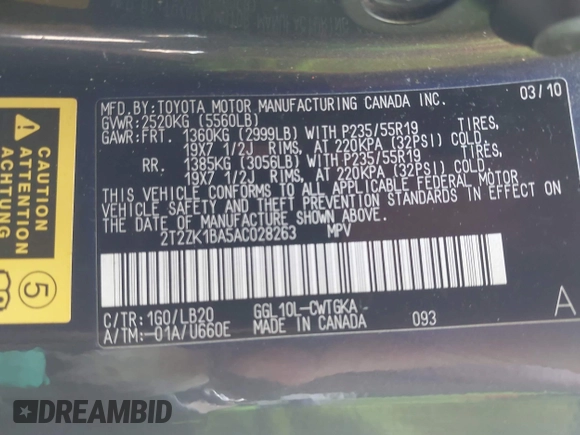 MFD.BY:TOYOTA MOTOR MANUFACTURING CANADA INC. 03/10
GVWR:2520KG (5560LB)
GAWR:FRT. 1360KG (2999LB) WITH P235/55R19 TIRES,
19X7 1/2J RIMS, AT 220KPA (32PSI) COLD
RR. 1385KG (3056LB) WITH P235/55R19 TIRES,
19X7 1/2J RIMS, AT 220KPA (32PSI) COLD
THIS VEHICLE CONFORMS TO ALL APPLICABLE FEDERAL MOTOR
VEHICLE SAFETY AND THEFT PREVENTION STANDARDS IN EFFECT ON
THE DATE OF MANUFACTURE SHOWN ABOVE.
2T2ZK1BA5AC028263 MPV
C/TR:1G0/LB20 GGL10L-CWTGKA
A/TM:-01A/U660E MADE IN CANADA 093 A
CAUTION
ACHTUNG
5
DREAMBID